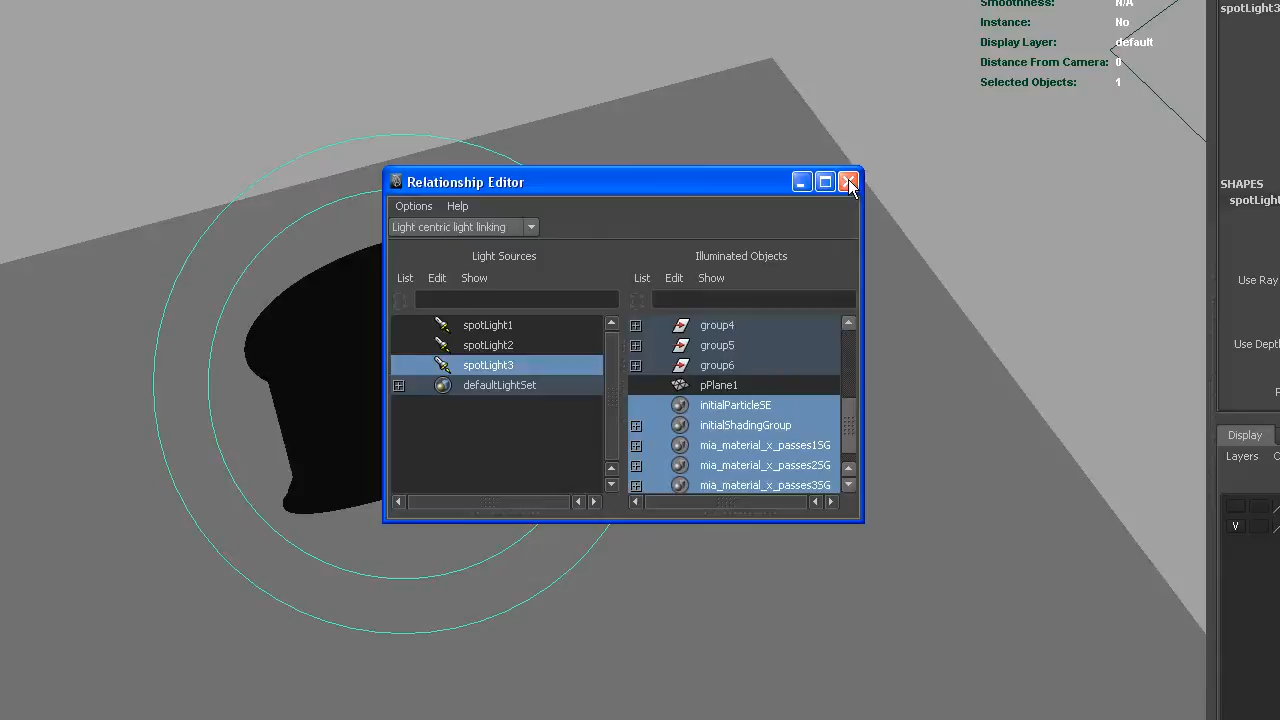 Smoothness: N/A
Instance: No
Display Layer: default
Distance From Camera: 0
Selected Objects: 1
spotLight3
SHAPES
spotLight
Use Ray
Use Dept
Display
Layers
V
Relationship Editor
Options Help
Light centric light linking
Light Sources
List Edit Show
spotLight1
spotLight2
spotLight3
defaultLightSet
Illuminated Objects
List Edit Show
group4
group5
group6
pPlane1
initialParticleSE
initialShadingGroup
mia_material_x_passes1SG
mia_material_x_passes2SG
mia_material_x_passes3SG